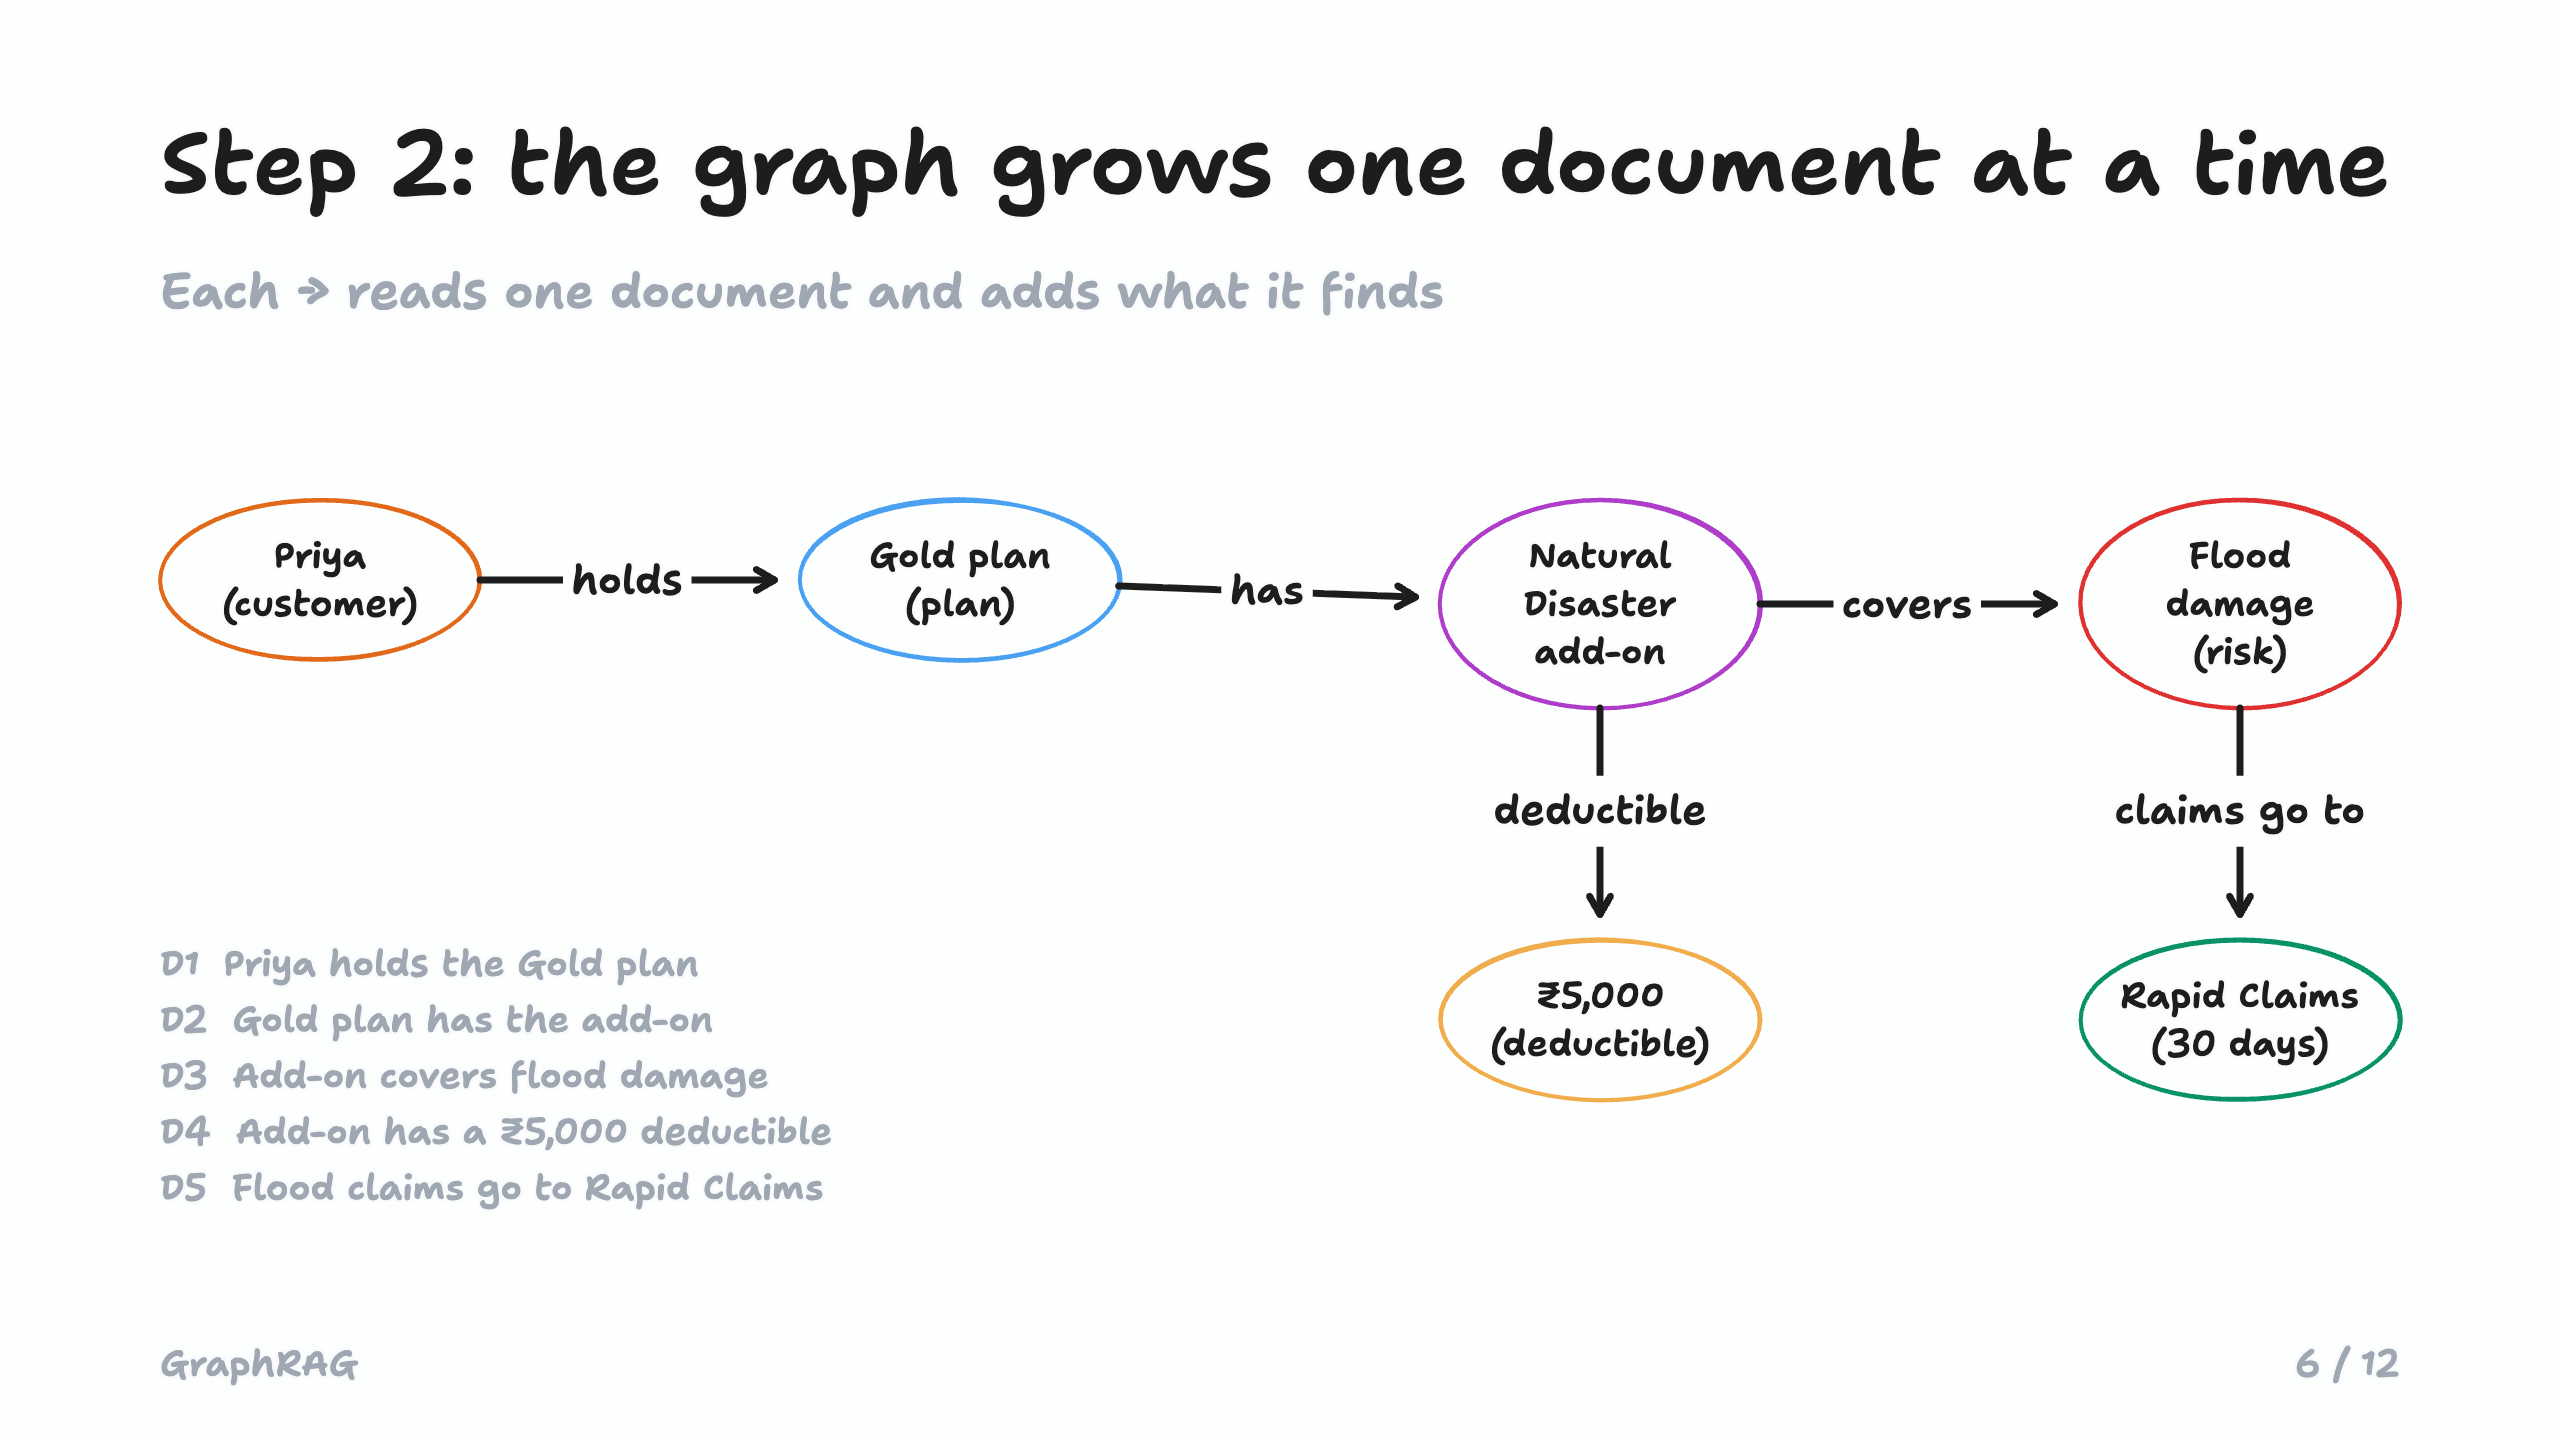 Step 2: the graph grows one document at a time
Each → reads one document and adds what it finds
Priya
(customer)
holds
Gold plan
(plan)
has
Natural
Disaster
add-on
covers
Flood
damage
(risk)
deductible
claims go to
₹5,000
(deductible)
Rapid Claims
(30 days)
D1 Priya holds the Gold plan
D2 Gold plan has the add-on
D3 Add-on covers flood damage
D4 Add-on has a ₹5,000 deductible
D5 Flood claims go to Rapid Claims
GraphRAG
6 / 12